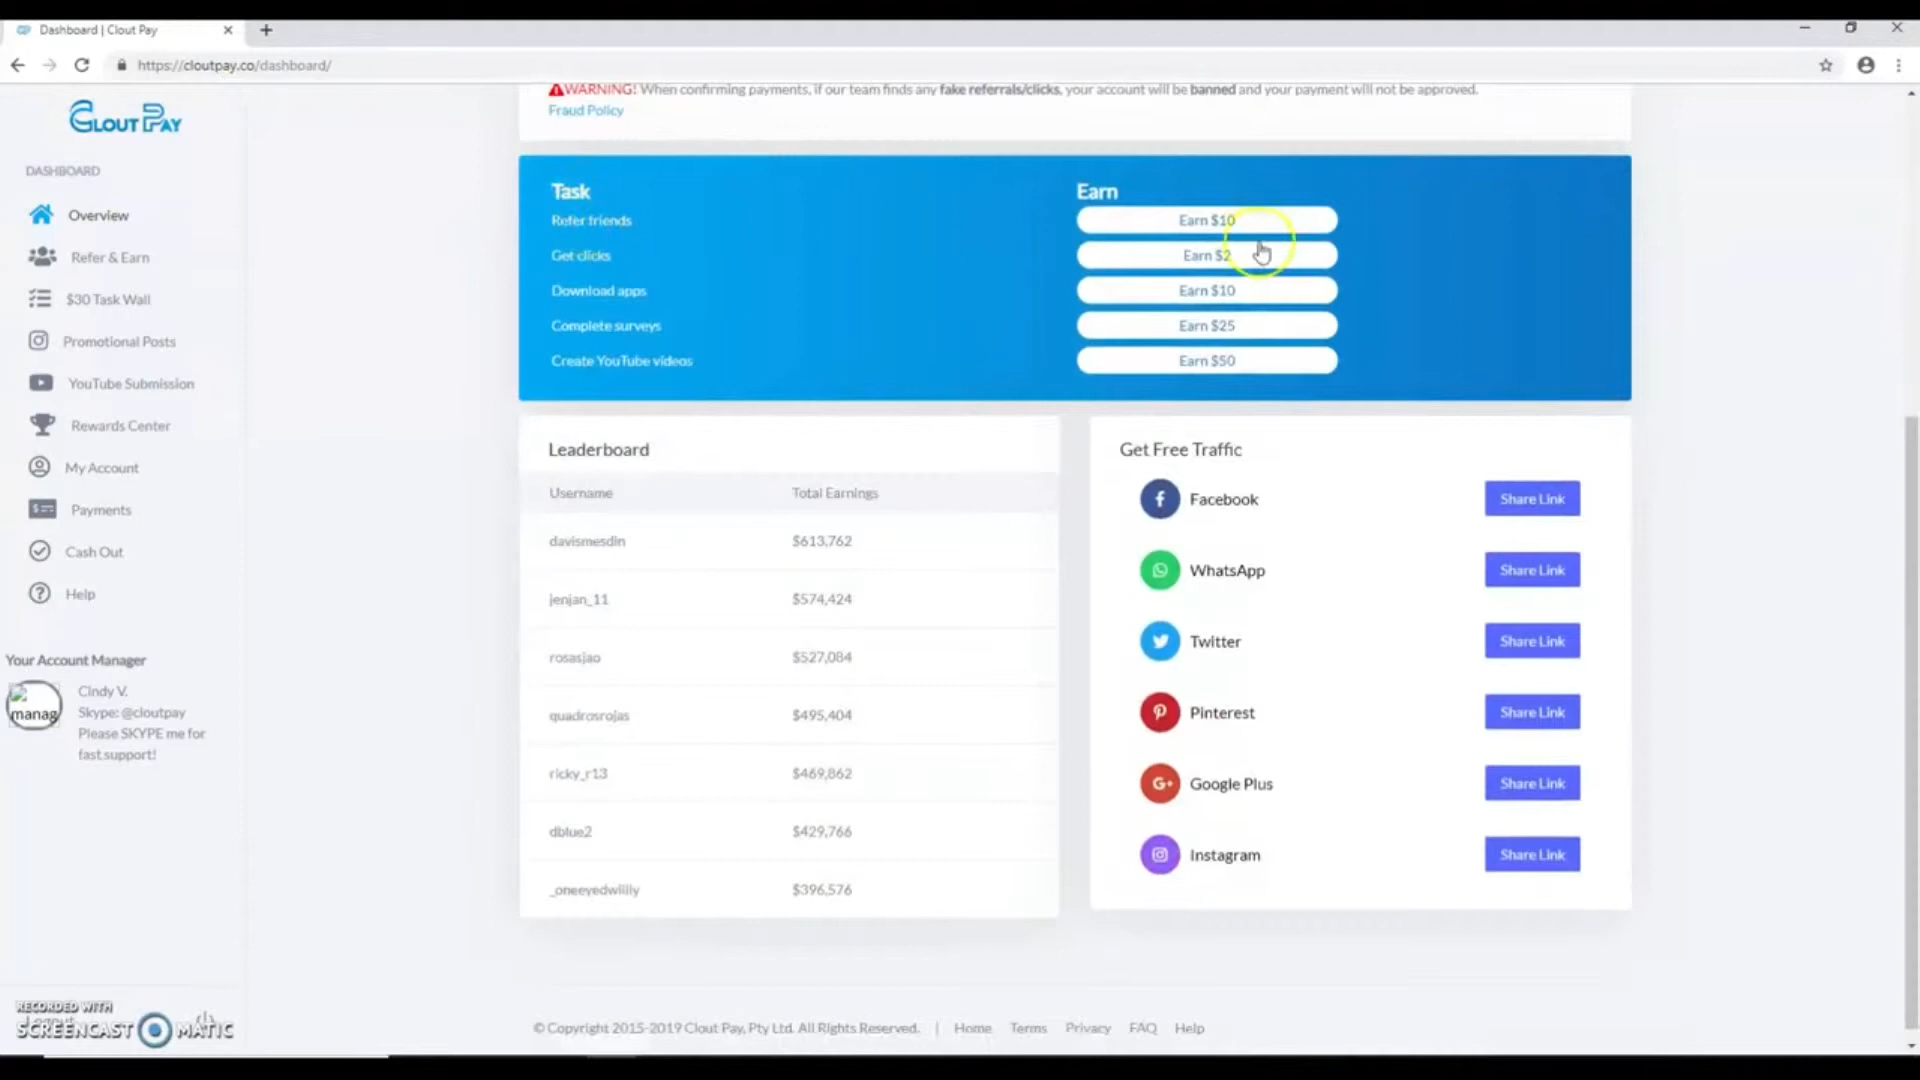 Dashboard | Clout Pay
https://cloutpay.co/dashboard/
CLOUT PAY
DASHBOARD
Overview
Refer & Earn
$30 Task Wall
Promotional Posts
YouTube Submission
Rewards Center
My Account
Payments
Cash Out
Help
Your Account Manager
manag
Cindy V.
Skype: @cloutpay
Please SKYPE me for
fast support!
Logout
RECORDED WITH
SCREENCAST MATIC
WARNING! When confirming payments, if our team finds any fake referrals/clicks, your account will be banned and your payment will not be approved.
Fraud Policy
Task Earn
Refer friends Earn $10
Get clicks Earn $2
Download apps Earn $10
Complete surveys Earn $25
Create YouTube videos Earn $50
Leaderboard
Username Total Earnings
davismesdin $613,762
jenjan_11 $574,424
rosasjao $527,084
quadrosrojas $495,404
ricky_r13 $469,862
dblue2 $429,766
_oneeyedwiilly $396,576
Get Free Traffic
Facebook Share Link
WhatsApp Share Link
Twitter Share Link
Pinterest Share Link
G+ Google Plus Share Link
Instagram Share Link
© Copyright 2015-2019 Clout Pay, Pty Ltd. All Rights Reserved. | Home Terms Privacy FAQ Help